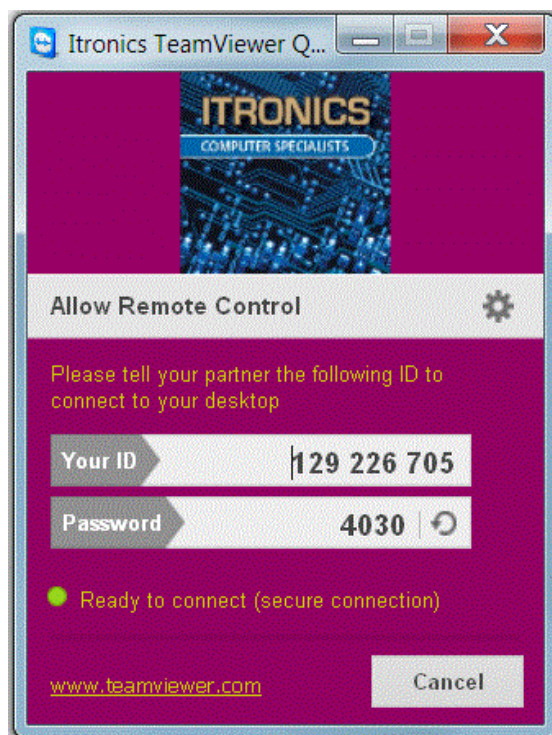 Itronics TeamViewer Q...
ITRONICS
COMPUTER SPECIALISTS
Allow Remote Control
Please tell your partner the following ID to
connect to your desktop
Your ID 129 226 705
Password 4030
Ready to connect (secure connection)
www.teamviewer.com
Cancel